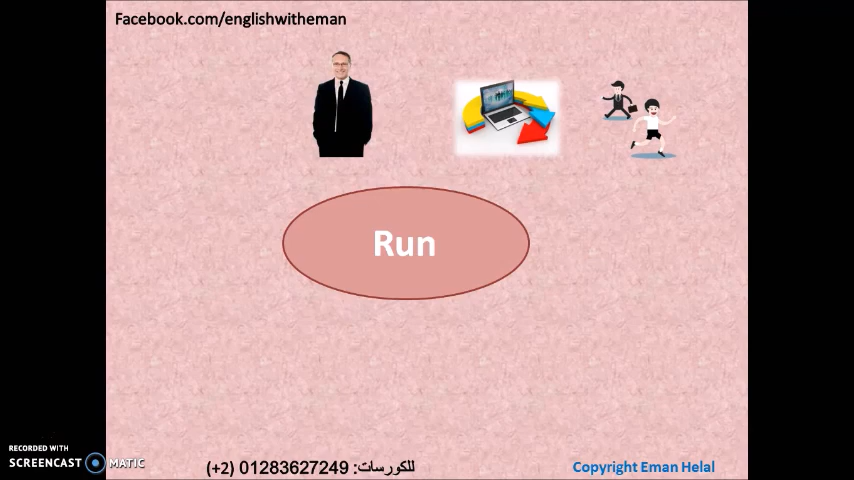 Facebook.com/englishwitheman
Run
RECORDED WITH
SCREENCAST MATIC
للكورسات: 01283627249 (2+)
Copyright Eman Helal